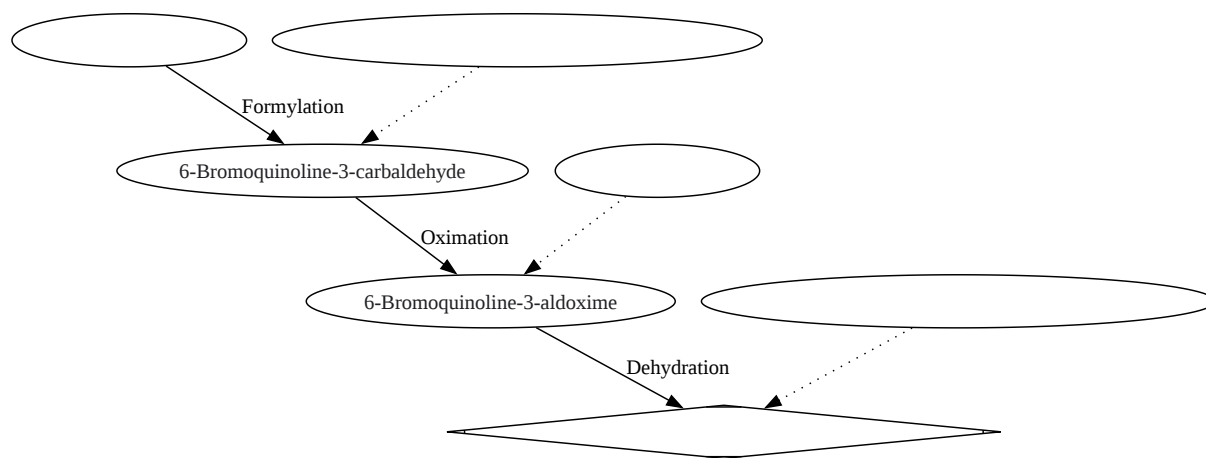 Formylation
6-Bromoquinoline-3-carbaldehyde
Oximation
6-Bromoquinoline-3-aldoxime
Dehydration